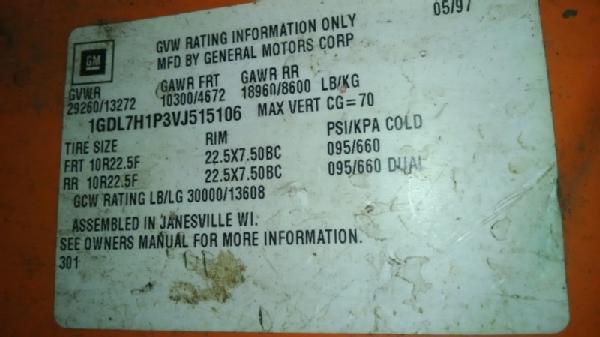 05/97
GVW RATING INFORMATION ONLY
MFD BY GENERAL MOTORS CORP
GM
GVWR GAWR FRT GAWR RR
29260/13272 10300/4672 18960/8600 LB/KG
1GDL7H1P3VJ515106 MAX VERT CG=70
TIRE SIZE RIM PSI/KPA COLD
FRT 10R22.5F 22.5X7.50BC 095/660
RR 10R22.5F 22.5X7.50BC 095/660 DUAL
GCW RATING LB/LG 30000/13608
ASSEMBLED IN JANESVILLE WI.
SEE OWNERS MANUAL FOR MORE INFORMATION.
301